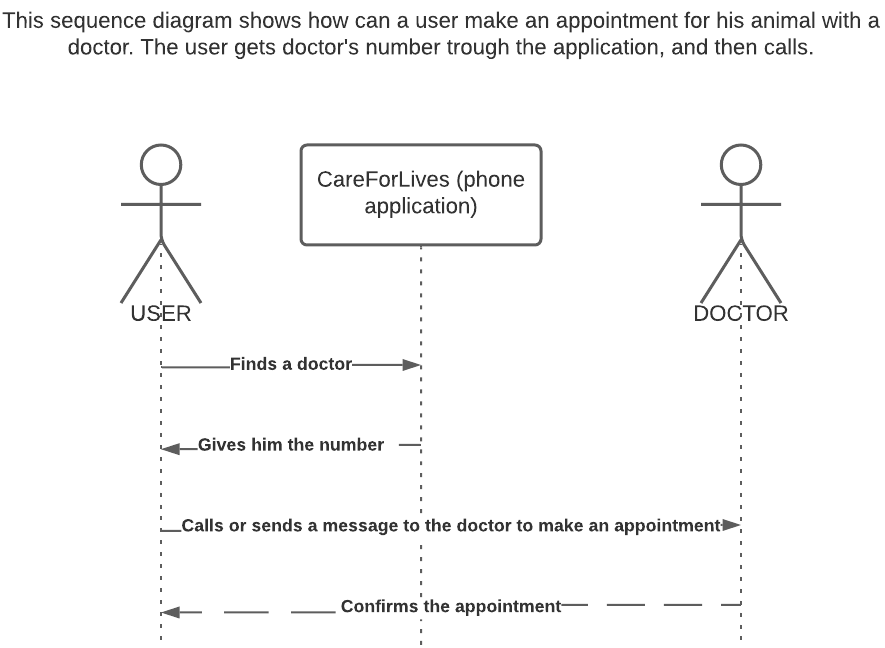 This sequence diagram shows how can a user make an appointment for his animal with a
doctor. The user gets doctor's number trough the application, and then calls.
CareForLives (phone
application)
USER
DOCTOR
Finds a doctor
Gives him the number
Calls or sends a message to the doctor to make an appointment
Confirms the appointment